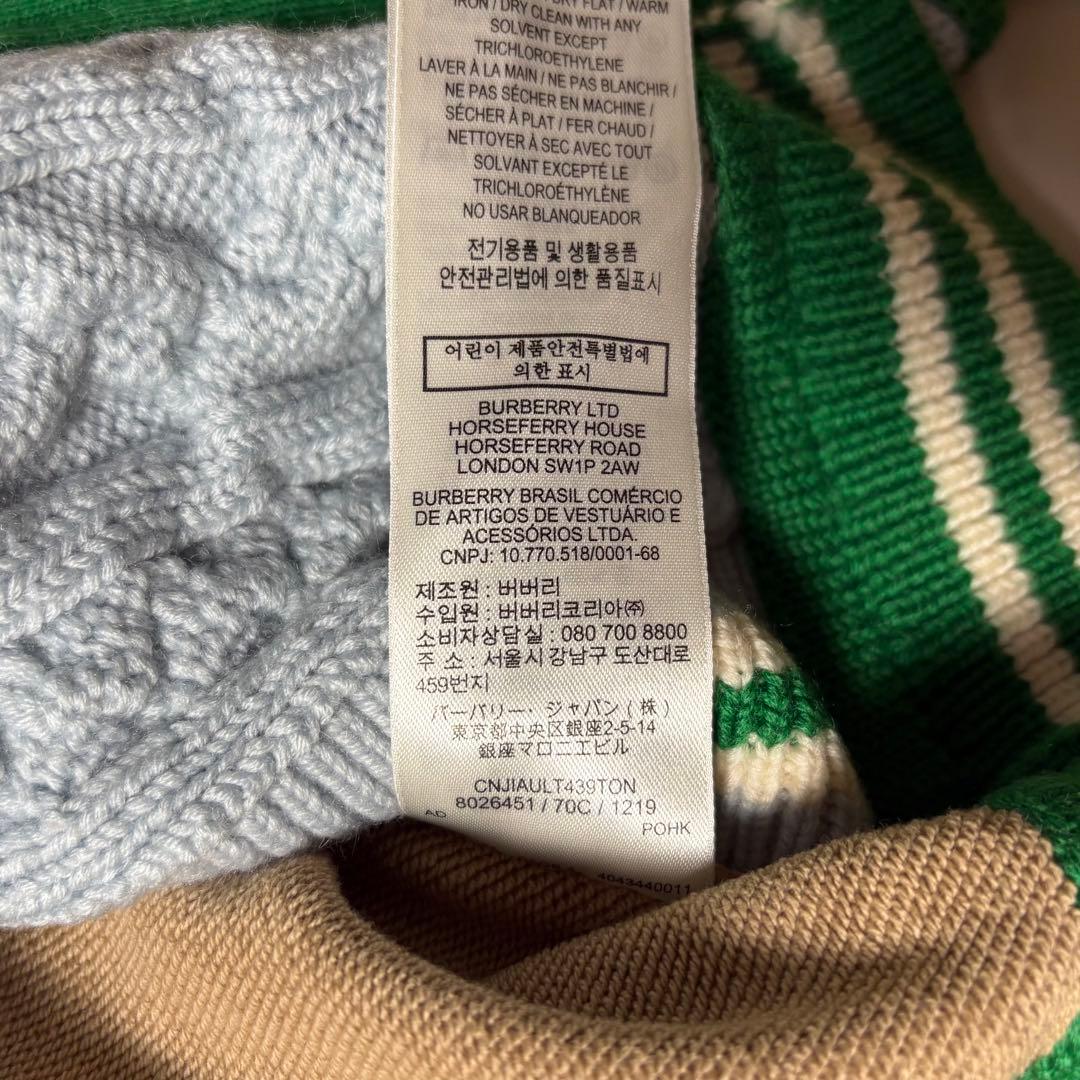 DRY FLAT / WARM
IRON / DRY CLEAN WITH ANY
SOLVENT EXCEPT
TRICHLOROETHYLENE
LAVER À LA MAIN / NE PAS BLANCHIR /
NE PAS SÉCHER EN MACHINE /
SÉCHER À PLAT / FER CHAUD /
NETTOYER À SEC AVEC TOUT
SOLVANT EXCEPTÉ LE
TRICHLOROÉTHYLÈNE
NO USAR BLANQUEADOR
전기용품 및 생활용품
안전관리법에 의한 품질표시
어린이 제품안전특별법에
의한 표시
BURBERRY LTD
HORSEFERRY HOUSE
HORSEFERRY ROAD
LONDON SW1P 2AW
BURBERRY BRASIL COMÉRCIO
DE ARTIGOS DE VESTUÁRIO E
ACESSÓRIOS LTDA.
CNPJ: 10.770.518/0001-68
제조원 : 버버리
수입원 : 버버리코리아㈜
소비자상담실 : 080 700 8800
주 소 : 서울시 강남구 도산대로
459번지
バーバリー・ジャパン（株）
東京都中央区銀座2-5-14
銀座マロニエビル
CNJIAULT439TON
8026451 / 70C / 1219
AD
POHK
4043440011